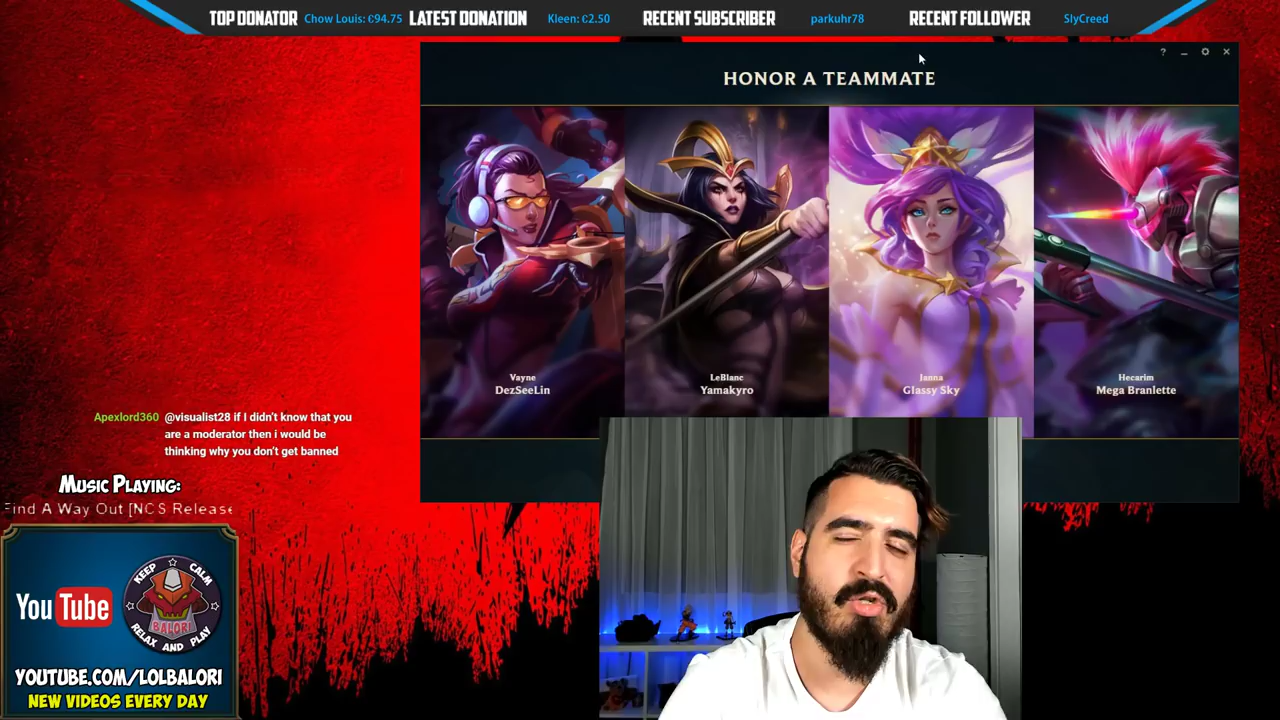 TOP DONATOR Chow Louis: €94.75 LATEST DONATION Kleen: €2.50 RECENT SUBSCRIBER parkuhr78 RECENT FOLLOWER SlyCreed
?
HONOR A TEAMMATE
Vayne
DezSeeLin
LeBlanc
Yamakyro
Janna
Glassy Sky
Hecarim
Mega Branlette
Apexlord360 @visualist28 if I didn't know that you
are a moderator then i would be
thinking why you don't get banned
MUSIC PLAYING:
Find A Way Out [NCS Release
YouTube
KEEP CALM
BALORI
RELAX AND PLAY
YOUTUBE.COM/LOLBALORI
NEW VIDEOS EVERY DAY